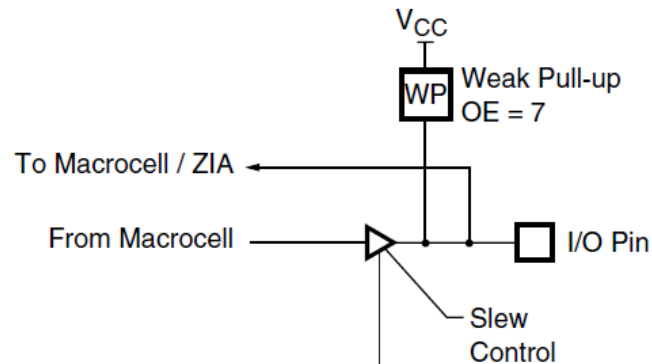 VCC
WP
Weak Pull-up
OE = 7
To Macrocell / ZIA
From Macrocell
I/O Pin
Slew
Control